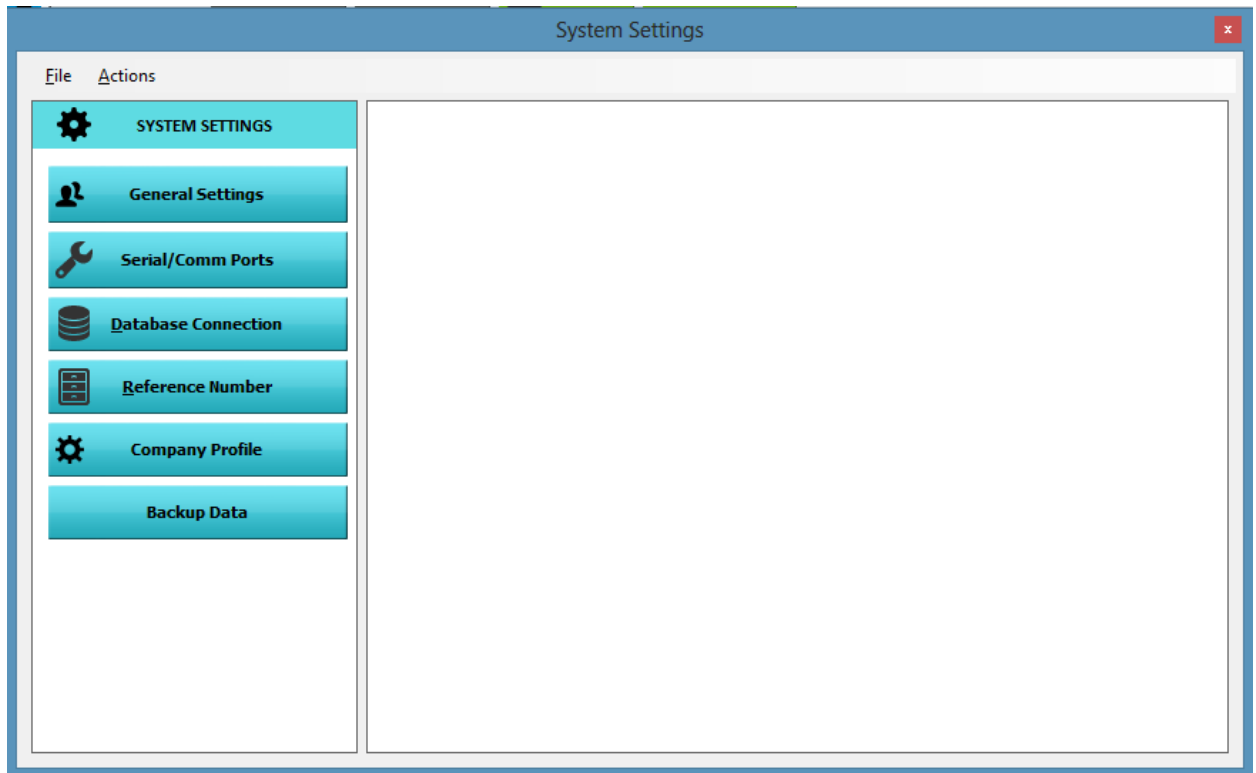 System Settings
x
File Actions
SYSTEM SETTINGS
General Settings
Serial/Comm Ports
Database Connection
Reference Number
Company Profile
Backup Data